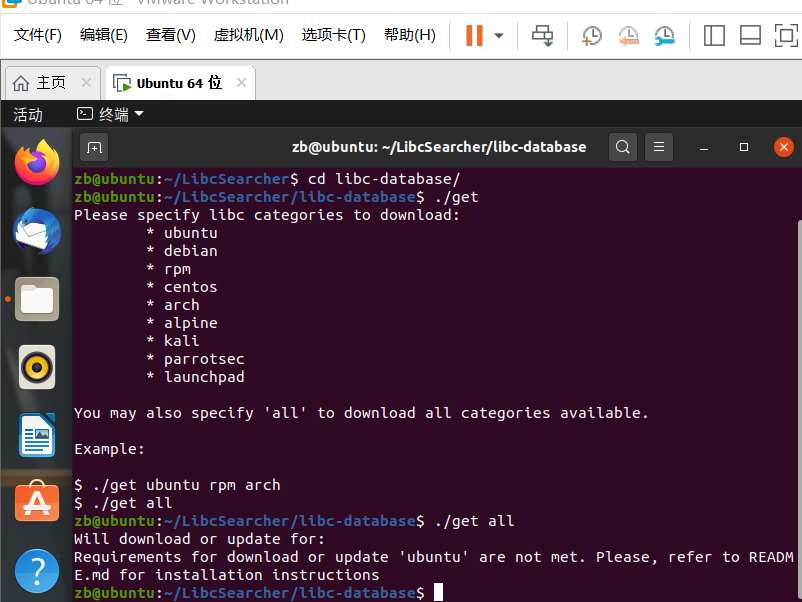 Ubuntu 64 位 - VMware Workstation
文件(F) 编辑(E) 查看(V) 虚拟机(M) 选项卡(T) 帮助(H)
主页 × Ubuntu 64 位 ×
活动 终端
zb@ubuntu: ~/LibcSearcher/libc-database
zb@ubuntu:~/LibcSearcher$ cd libc-database/
zb@ubuntu:~/LibcSearcher/libc-database$ ./get
Please specify libc categories to download:
* ubuntu
* debian
* rpm
* centos
* arch
* alpine
* kali
* parrotsec
* launchpad
You may also specify 'all' to download all categories available.
Example:
$ ./get ubuntu rpm arch
$ ./get all
zb@ubuntu:~/LibcSearcher/libc-database$ ./get all
Will download or update for:
Requirements for download or update 'ubuntu' are not met. Please, refer to READM
E.md for installation instructions
zb@ubuntu:~/LibcSearcher/libc-database$